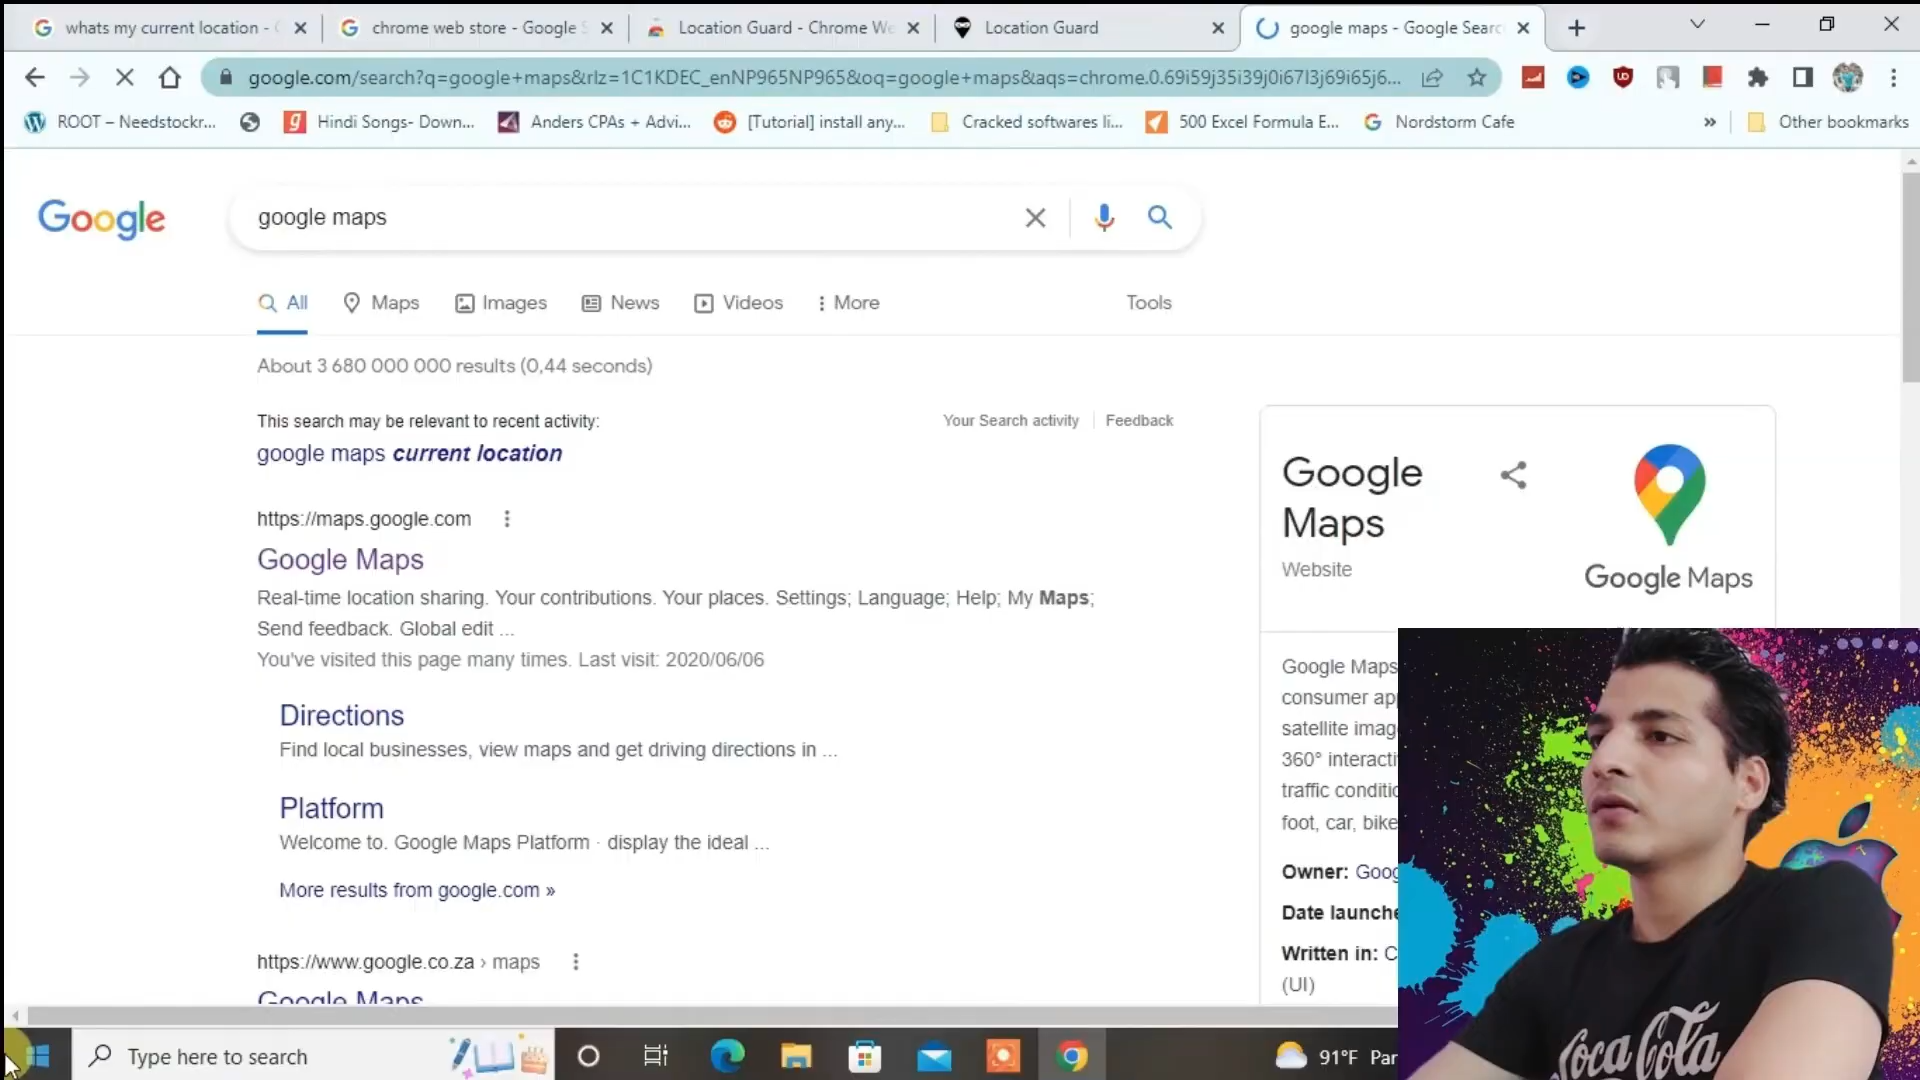 whats my current location - G
chrome web store - Google S
Location Guard - Chrome We
Location Guard
google maps - Google Searc
google.com/search?q=google+maps&rlz=1C1KDEC_enNP965NP965&oq=google+maps&aqs=chrome.0.69i59j35i39j0i67l3j69i65j6...
ROOT – Needstockr...
Hindi Songs- Down...
Anders CPAs + Advi...
[Tutorial] install any...
Cracked softwares li...
500 Excel Formula E...
Nordstorm Cafe
»
Other bookmarks
Google
google maps
All
Maps
Images
News
Videos
More
Tools
About 3 680 000 000 results (0,44 seconds)
This search may be relevant to recent activity:
Your Search activity
Feedback
google maps current location
https://maps.google.com
Google Maps
Real-time location sharing. Your contributions. Your places. Settings; Language; Help; My Maps;
Send feedback. Global edit ...
You've visited this page many times. Last visit: 2020/06/06
Directions
Find local businesses, view maps and get driving directions in ...
Platform
Welcome to. Google Maps Platform · display the ideal ...
More results from google.com »
https://www.google.co.za › maps
Google Maps
Google
Maps
Website
Google Maps
Google Maps
consumer ap
satellite imag
360° interacti
traffic conditic
foot, car, bike
Owner: Goog
Date launche
Written in: C
(UI)
Coca Cola
Type here to search
91°F Par